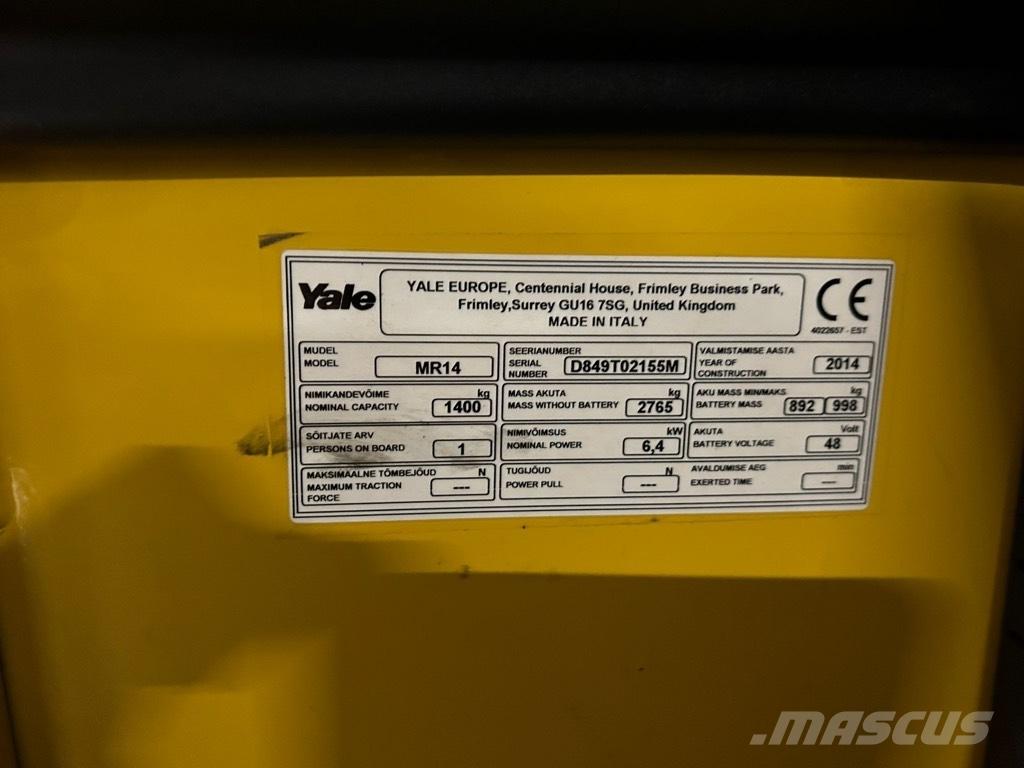 Yale
YALE EUROPE, Centennial House, Frimley Business Park,
Frimley,Surrey GU16 7SG, United Kingdom
MADE IN ITALY
CE
4022657 - EST
MUDEL
MODEL
MR14
SEERIANUMBER
SERIAL
NUMBER
D849T02155M
VALMISTAMISE AASTA
YEAR OF
CONSTRUCTION
2014
NIMIKANDEVÕIME
NOMINAL CAPACITY
kg
1400
MASS AKUTA
MASS WITHOUT BATTERY
kg
2765
AKU MASS MIN/MAKS
BATTERY MASS
kg
892 998
SÕITJATE ARV
PERSONS ON BOARD
1
NIMIVÕIMSUS
NOMINAL POWER
kW
6,4
AKUTA
BATTERY VOLTAGE
Volt
48
MAKSIMAALNE TÕMBEJÕUD
MAXIMUM TRACTION
FORCE
N
---
TUGIJÕUD
POWER PULL
N
---
AVALDUMISE AEG
EXERTED TIME
min
---
MASCUS